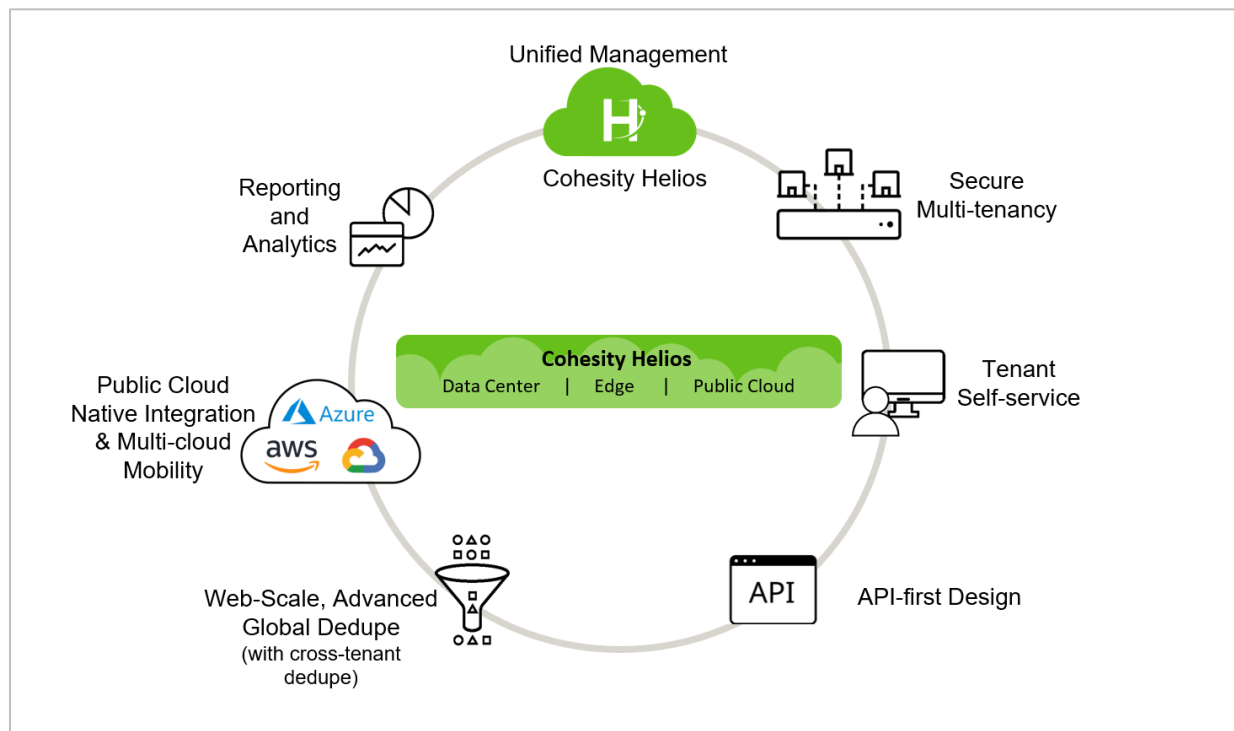 Unified Management
H
Cohesity Helios
Secure
Multi-tenancy
Tenant
Self-service
API
API-first Design
Web-Scale, Advanced
Global Dedupe
(with cross-tenant
dedupe)
Public Cloud
Native Integration
& Multi-cloud
Mobility
Azure
aws
Reporting
and
Analytics
Cohesity Helios
Data Center | Edge | Public Cloud